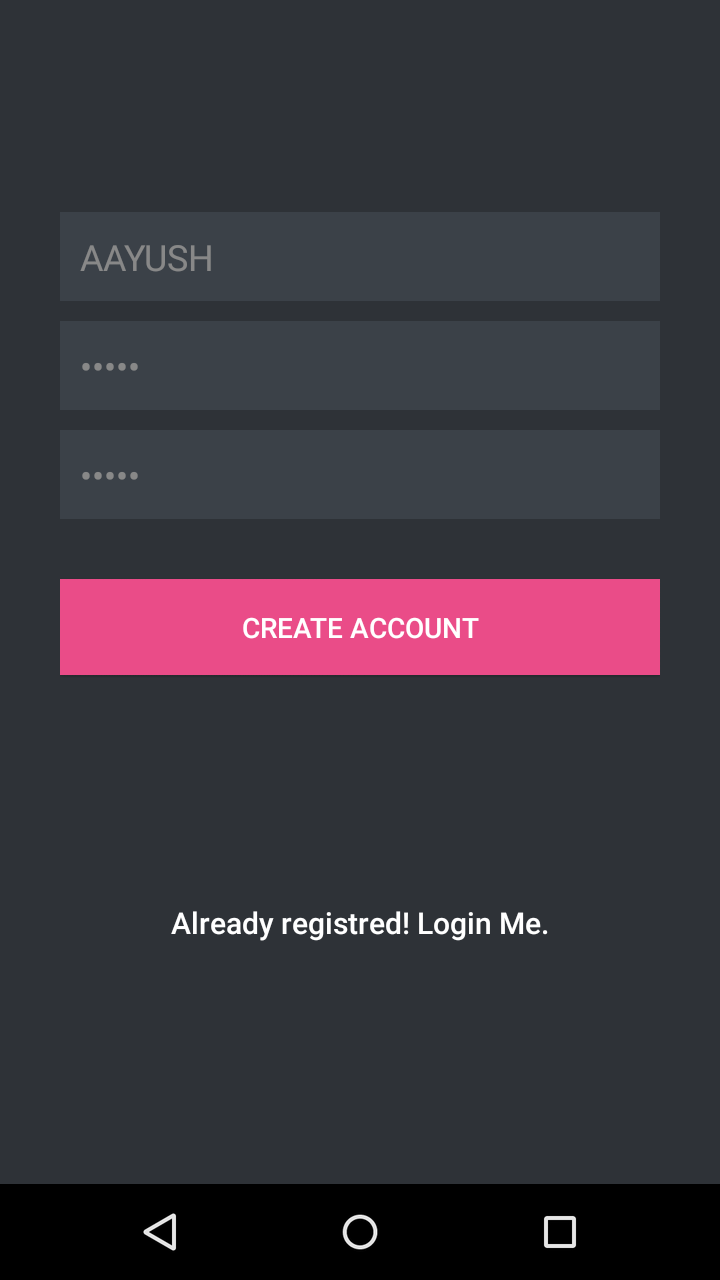 AAYUSH
•••••
•••••
CREATE ACCOUNT
Already registred! Login Me.